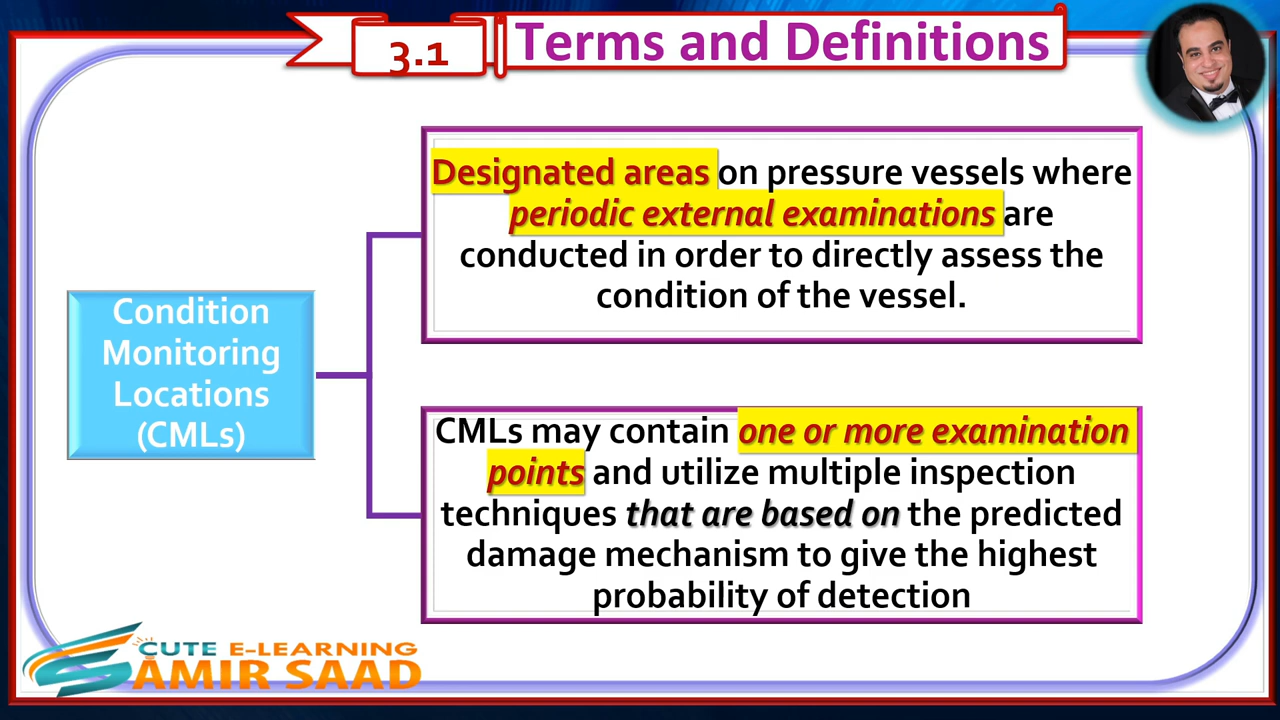 3.1
Terms and Definitions
Designated areas on pressure vessels where
periodic external examinations are
conducted in order to directly assess the
condition of the vessel.
Condition
Monitoring
Locations
(CMLs)
CMLs may contain one or more examination
points and utilize multiple inspection
techniques that are based on the predicted
damage mechanism to give the highest
probability of detection
CUTE E-LEARNING
AMIR SAAD